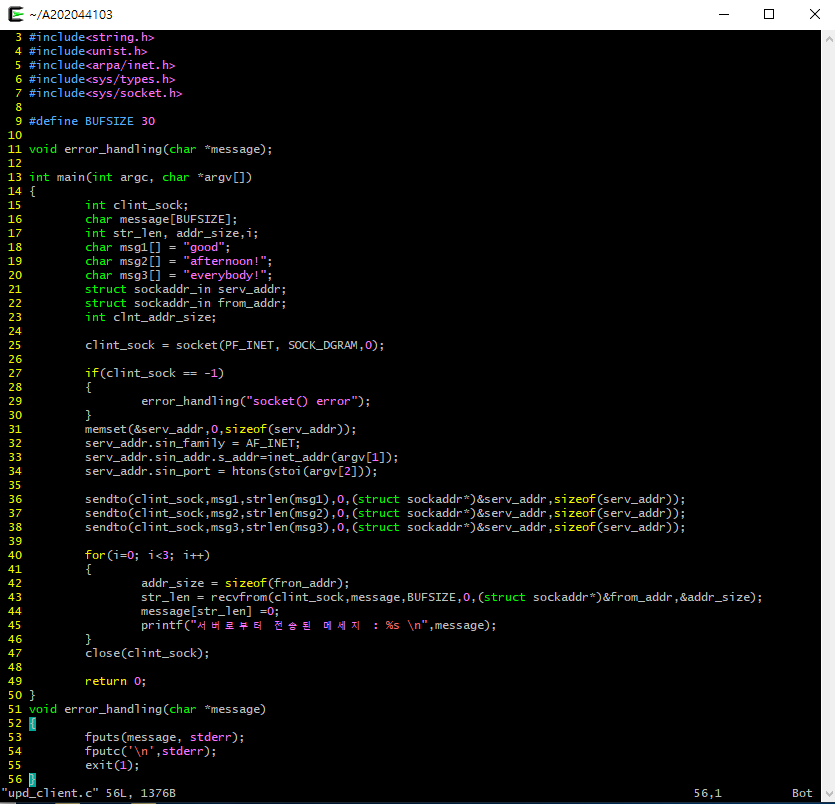 ~/A202044103
3 #include<string.h>
4 #include<unist.h>
5 #include<arpa/inet.h>
6 #include<sys/types.h>
7 #include<sys/socket.h>
8
9 #define BUFSIZE 30
10
11 void error_handling(char *message);
12
13 int main(int argc, char *argv[])
14 {
15         int clint_sock;
16         char message[BUFSIZE];
17         int str_len, addr_size,i;
18         char msg1[] = "good";
19         char msg2[] = "afternoon!";
20         char msg3[] = "everybody!";
21         struct sockaddr_in serv_addr;
22         struct sockaddr_in from_addr;
23         int clnt_addr_size;
24
25         clint_sock = socket(PF_INET, SOCK_DGRAM,0);
26
27         if(clint_sock == -1)
28         {
29                 error_handling("socket() error");
30         }
31         memset(&serv_addr,0,sizeof(serv_addr));
32         serv_addr.sin_family = AF_INET;
33         serv_addr.sin_addr.s_addr=inet_addr(argv[1]);
34         serv_addr.sin_port = htons(stoi(argv[2]));
35
36         sendto(clint_sock,msg1,strlen(msg1),0,(struct sockaddr*)&serv_addr,sizeof(serv_addr));
37         sendto(clint_sock,msg2,strlen(msg2),0,(struct sockaddr*)&serv_addr,sizeof(serv_addr));
38         sendto(clint_sock,msg3,strlen(msg3),0,(struct sockaddr*)&serv_addr,sizeof(serv_addr));
39
40         for(i=0; i<3; i++)
41         {
42                 addr_size = sizeof(fron_addr);
43                 str_len = recvfrom(clint_sock,message,BUFSIZE,0,(struct sockaddr*)&from_addr,&addr_size);
44                 message[str_len] =0;
45                 printf("서버로부터 전송된 메세지 : %s \n",message);
46         }
47         close(clint_sock);
48
49         return 0;
50 }
51 void error_handling(char *message)
52 {
53         fputs(message, stderr);
54         fputc('\n',stderr);
55         exit(1);
56 }
"upd_client.c" 56L, 1376B 56,1 Bot